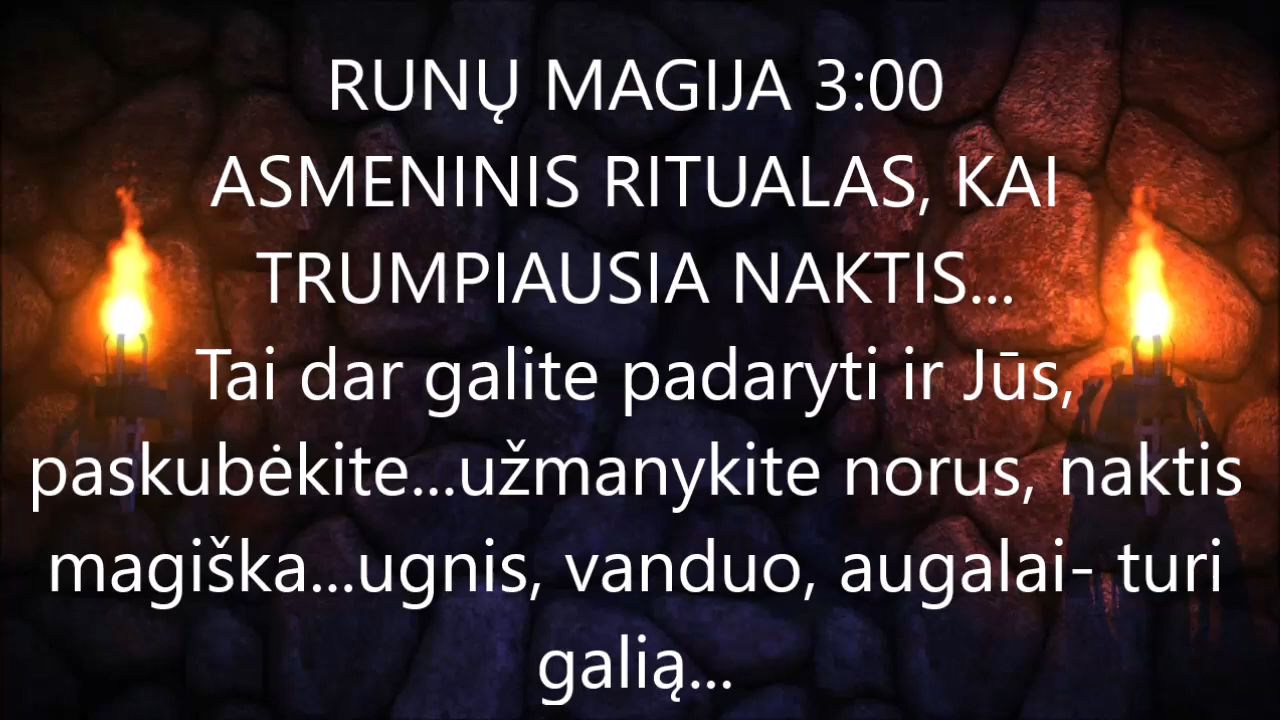 RUNŲ MAGIJA 3:00
ASMENINIS RITUALAS, KAI
TRUMPIAUSIA NAKTIS...
Tai dar galite padaryti ir Jūs,
paskubėkite...užmanykite norus, naktis
magiška...ugnis, vanduo, augalai- turi
galią...